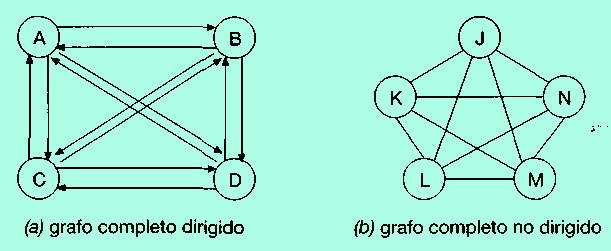 A B
C D
(a) grafo completo dirigido
J
K N
L M
(b) grafo completo no dirigido